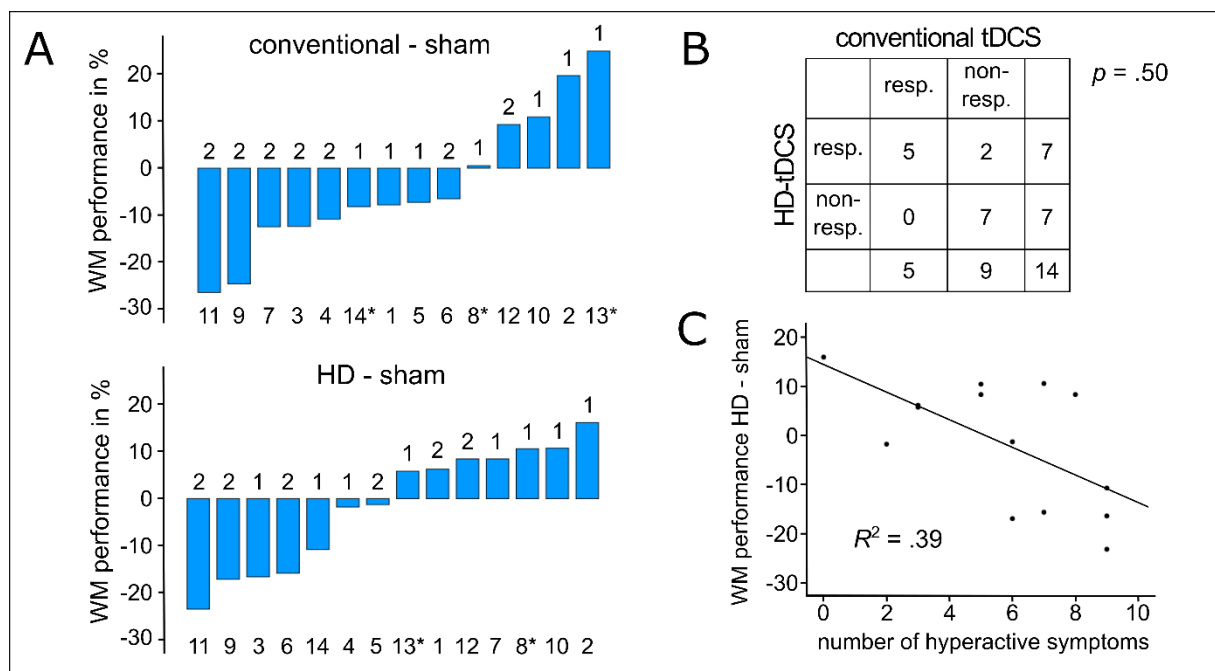 A
conventional - sham
WM performance in %
20
10
0
-10
-20
-30
2 2 2 2 2 1 1 1 2 1 2 1 1 1
11 9 7 3 4 14* 1 5 6 8* 12 10 2 13*
HD - sham
WM performance in %
20
10
0
-10
-20
-30
2 2 1 2 1 1 2 1 1 2 1 1 1 1
11 9 3 6 14 4 5 13* 1 12 7 8* 10 2
B
conventional tDCS
p = .50
HD-tDCS
resp. non-
resp.
resp. 5 2 7
non-
resp. 0 7 7
5 9 14
C
WM performance HD - sham
20
10
0
-10
-20
-30
R² = .39
0 2 4 6 8 10
number of hyperactive symptoms